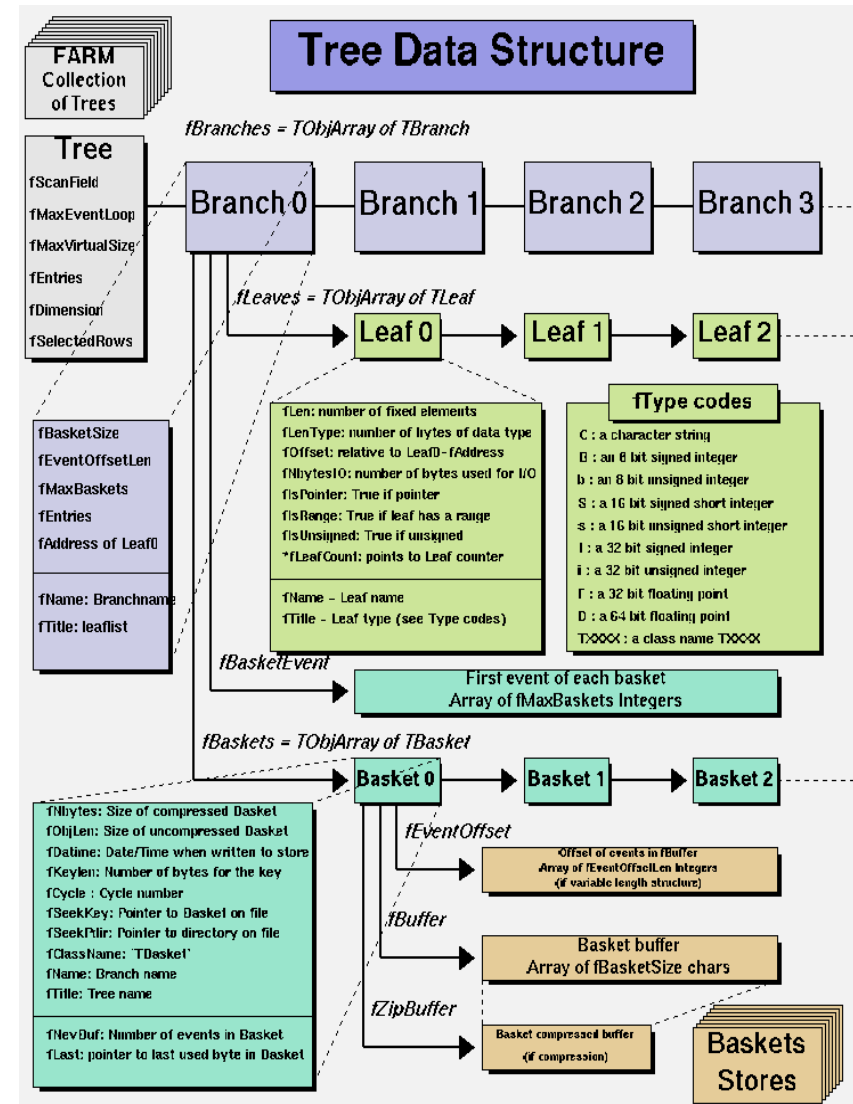 FARM
Collection
of Trees
Tree Data Structure
fBranches = TObjArray of TBranch
Tree
fScanField
fMaxEventLoop
fMaxVirtualSize
fEntries
fDimension
fSelectedRows
Branch 0
Branch 1
Branch 2
Branch 3
fLeaves = TObjArray of TLeaf
Leaf 0
Leaf 1
Leaf 2
fBasketSize
fEventOffsetLen
fMaxBaskets
fEntries
fAddress of Leaf0
fName: Branchname
fTitle: leaflist
fLen: number of fixed elements
fLenType: number of bytes of data type
fOffset: relative to Leaf0-fAddress
fNbytesIO: number of bytes used for I/O
fIsPointer: True if pointer
fIsRange: True if leaf has a range
fIsUnsigned: True if unsigned
*fLeafCount: points to Leaf counter
fName - Leaf name
fTitle - Leaf type (see Type codes)
fType codes
C : a character string
B : an 8 bit signed integer
b : an 8 bit unsigned integer
S : a 16 bit signed short integer
s : a 16 bit unsigned short integer
I : a 32 bit signed integer
i : a 32 bit unsigned integer
F : a 32 bit floating point
D : a 64 bit floating point
TXXXX : a class name TXXXX
fBasketEvent
First event of each basket
Array of fMaxBaskets Integers
fBaskets = TObjArray of TBasket
Basket 0
Basket 1
Basket 2
fNbytes: Size of compressed Basket
fObjLen: Size of uncompressed Basket
fDatime: Date/Time when written to store
fKeylen: Number of bytes for the key
fCycle : Cycle number
fSeekKey: Pointer to Basket on file
fSeekPdir: Pointer to directory on file
fClassName: 'TBasket'
fName: Branch name
fTitle: Tree name
fNevBuf: Number of events in Basket
fLast: pointer to last used byte in Basket
fEventOffset
Offset of events in fBuffer
Array of fEventOffsetLen Integers
(if variable length structure)
fBuffer
Basket buffer
Array of fBasketSize chars
fZipBuffer
Basket compressed buffer
(if compression)
Baskets
Stores